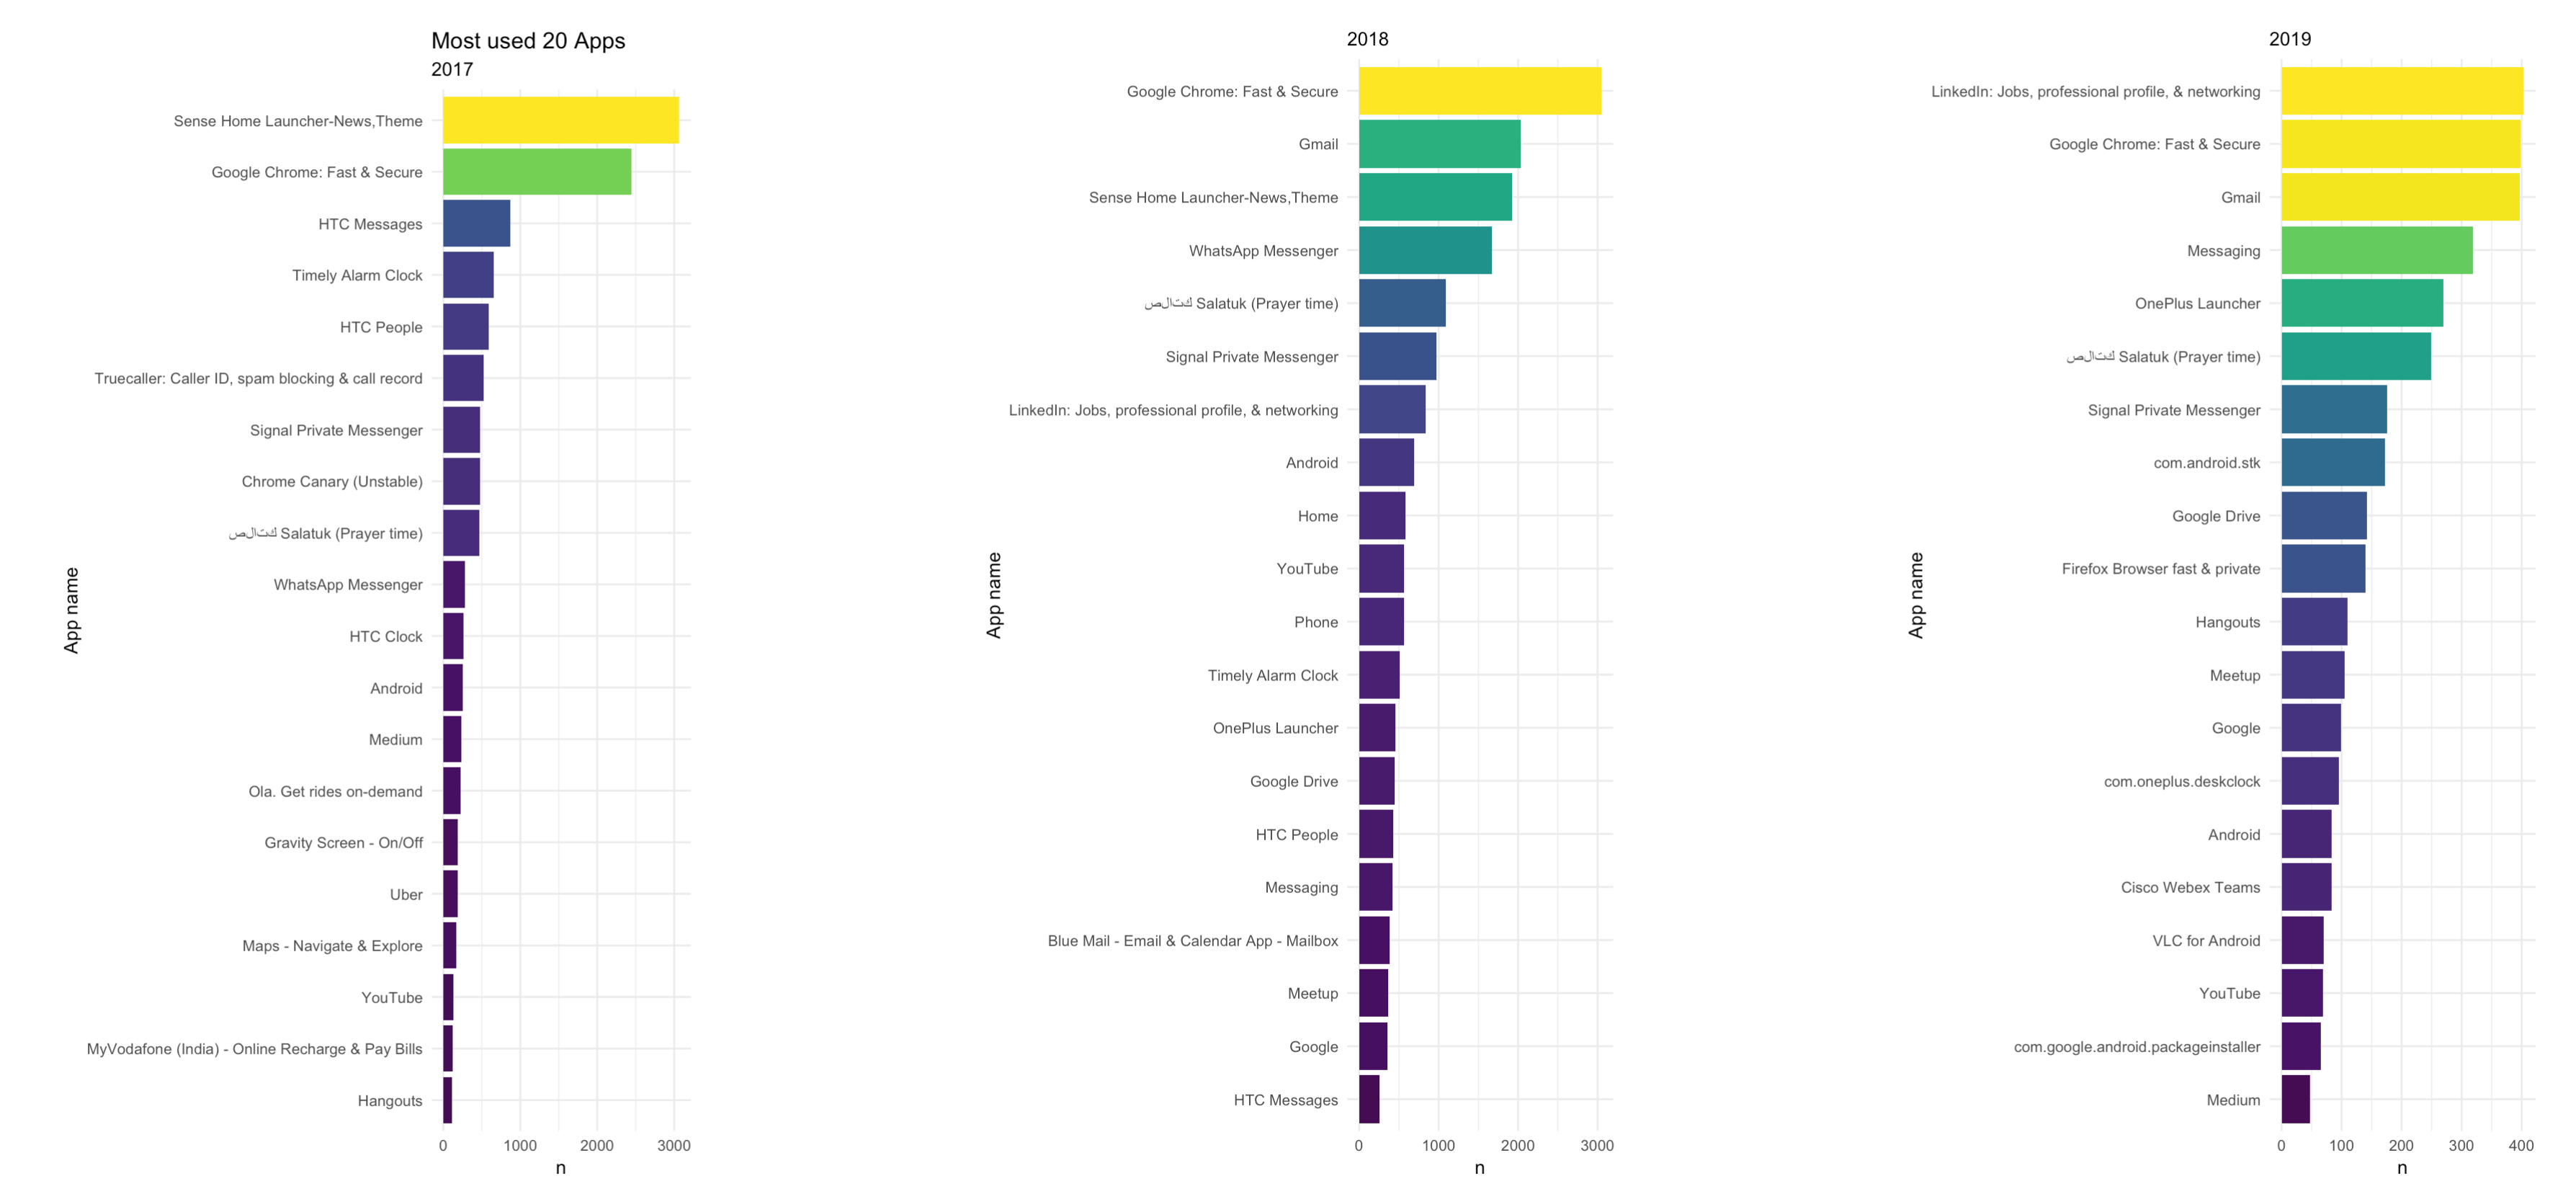 Most used 20 Apps
2017
App name
Sense Home Launcher-News,Theme
Google Chrome: Fast & Secure
HTC Messages
Timely Alarm Clock
HTC People
Truecaller: Caller ID, spam blocking & call record
Signal Private Messenger
Chrome Canary (Unstable)
كتالص Salatuk (Prayer time)
WhatsApp Messenger
HTC Clock
Android
Medium
Ola. Get rides on-demand
Gravity Screen - On/Off
Uber
Maps - Navigate & Explore
YouTube
MyVodafone (India) - Online Recharge & Pay Bills
Hangouts
0 1000 2000 3000
n
2018
App name
Google Chrome: Fast & Secure
Gmail
Sense Home Launcher-News,Theme
WhatsApp Messenger
كتالص Salatuk (Prayer time)
Signal Private Messenger
LinkedIn: Jobs, professional profile, & networking
Android
Home
YouTube
Phone
Timely Alarm Clock
OnePlus Launcher
Google Drive
HTC People
Messaging
Blue Mail - Email & Calendar App - Mailbox
Meetup
Google
HTC Messages
0 1000 2000 3000
n
2019
App name
LinkedIn: Jobs, professional profile, & networking
Google Chrome: Fast & Secure
Gmail
Messaging
OnePlus Launcher
كتالص Salatuk (Prayer time)
Signal Private Messenger
com.android.stk
Google Drive
Firefox Browser fast & private
Hangouts
Meetup
Google
com.oneplus.deskclock
Android
Cisco Webex Teams
VLC for Android
YouTube
com.google.android.packageinstaller
Medium
0 100 200 300 400
n